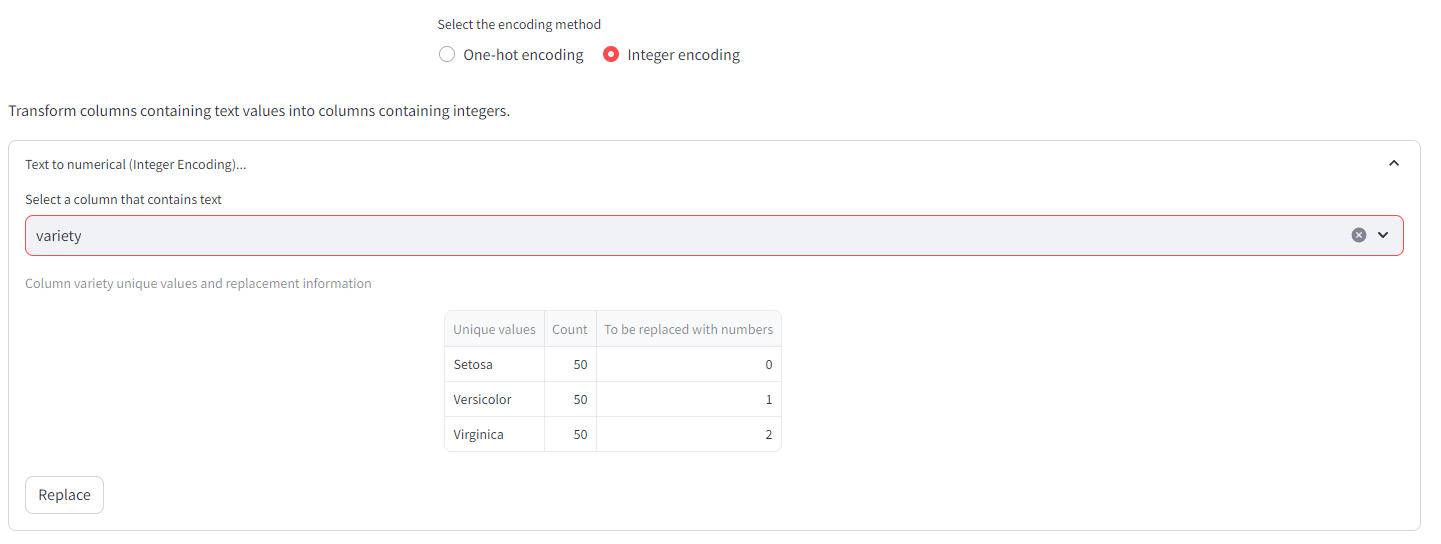 Select the encoding method
One-hot encoding Integer encoding
Transform columns containing text values into columns containing integers.
Text to numerical (Integer Encoding)...
Select a column that contains text
variety
Column variety unique values and replacement information
Unique values Count To be replaced with numbers
Setosa 50 0
Versicolor 50 1
Virginica 50 2
Replace